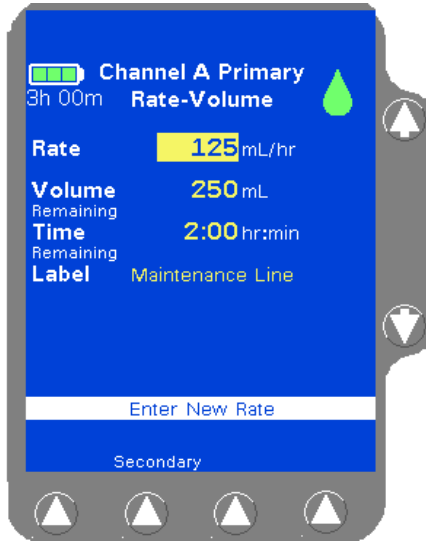 Channel A Primary
3h 00m Rate-Volume
Rate 125 mL/hr
Volume 250 mL
Remaining
Time 2:00 hr:min
Remaining
Label Maintenance Line
Enter New Rate
Secondary